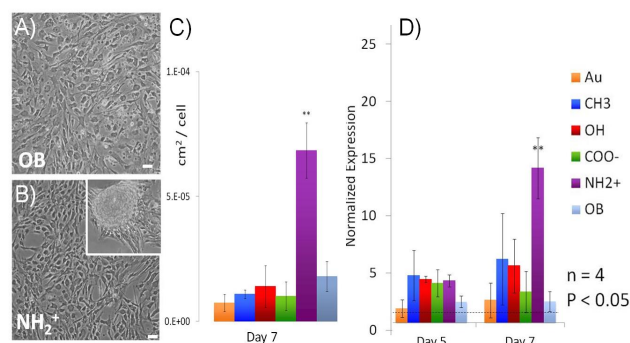 A)
OB
B)
NH2+
C)
cm² / cell
1.E-04
5.E-05
0.E+00
**
Day 7
D)
Normalized Expression
25
20
15
10
5
0
**
Day 5
Day 7
Au
CH3
OH
COO-
NH2+
OB
n = 4
P < 0.05